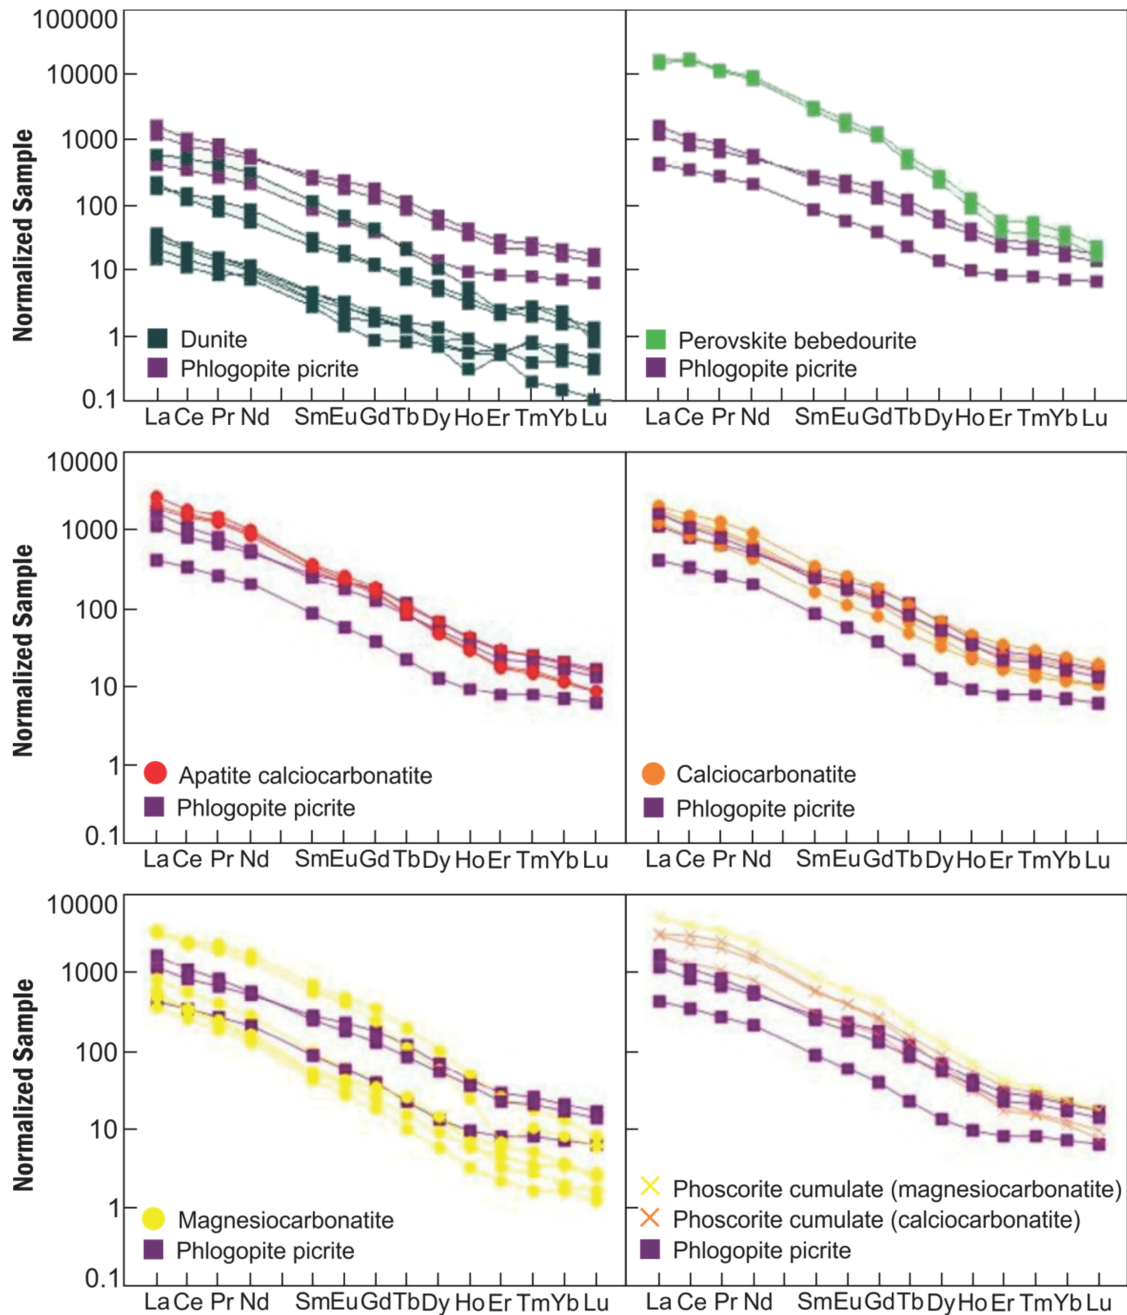 Normalized Sample
100000
10000
1000
100
10
1
0.1
Dunite
Phlogopite picrite
La Ce Pr Nd Sm Eu Gd Tb Dy Ho Er Tm Yb Lu
Perovskite bebedourite
Phlogopite picrite
La Ce Pr Nd Sm Eu Gd Tb Dy Ho Er Tm Yb Lu
Normalized Sample
10000
1000
100
10
1
0.1
Apatite calciocarbonatite
Phlogopite picrite
La Ce Pr Nd Sm Eu Gd Tb Dy Ho Er Tm Yb Lu
Calciocarbonatite
Phlogopite picrite
La Ce Pr Nd Sm Eu Gd Tb Dy Ho Er Tm Yb Lu
Normalized Sample
10000
1000
100
10
1
0.1
Magnesiocarbonatite
Phlogopite picrite
La Ce Pr Nd Sm Eu Gd Tb Dy Ho Er Tm Yb Lu
Phoscorite cumulate (magnesiocarbonatite)
Phoscorite cumulate (calciocarbonatite)
Phlogopite picrite
La Ce Pr Nd Sm Eu Gd Tb Dy Ho Er Tm Yb Lu